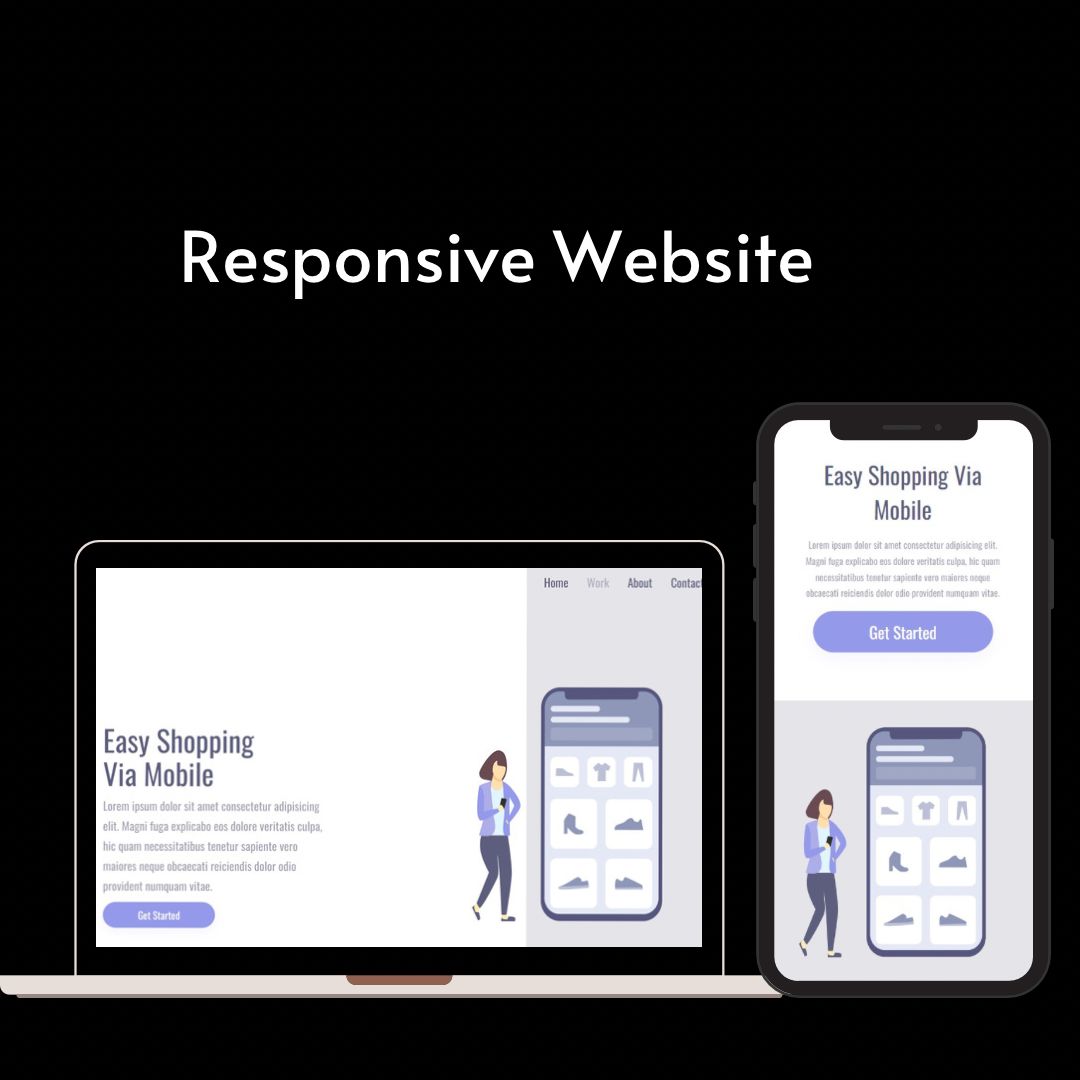 Responsive Website
Home Work About Contact
Easy Shopping
Via Mobile
Lorem ipsum dolor sit amet consectetur adipisicing
elit. Magni fuga explicabo eos dolore veritatis culpa,
hic quam necessitatibus tenetur sapiente vero
maiores neque obcaecati reiciendis dolor odio
provident numquam vitae.
Get Started
Easy Shopping Via
Mobile
Lorem ipsum dolor sit amet consectetur adipisicing elit.
Magni fuga explicabo eos dolore veritatis culpa, hic quam
necessitatibus tenetur sapiente vero maiores neque
obcaecati reiciendis dolor odio provident numquam vitae.
Get Started